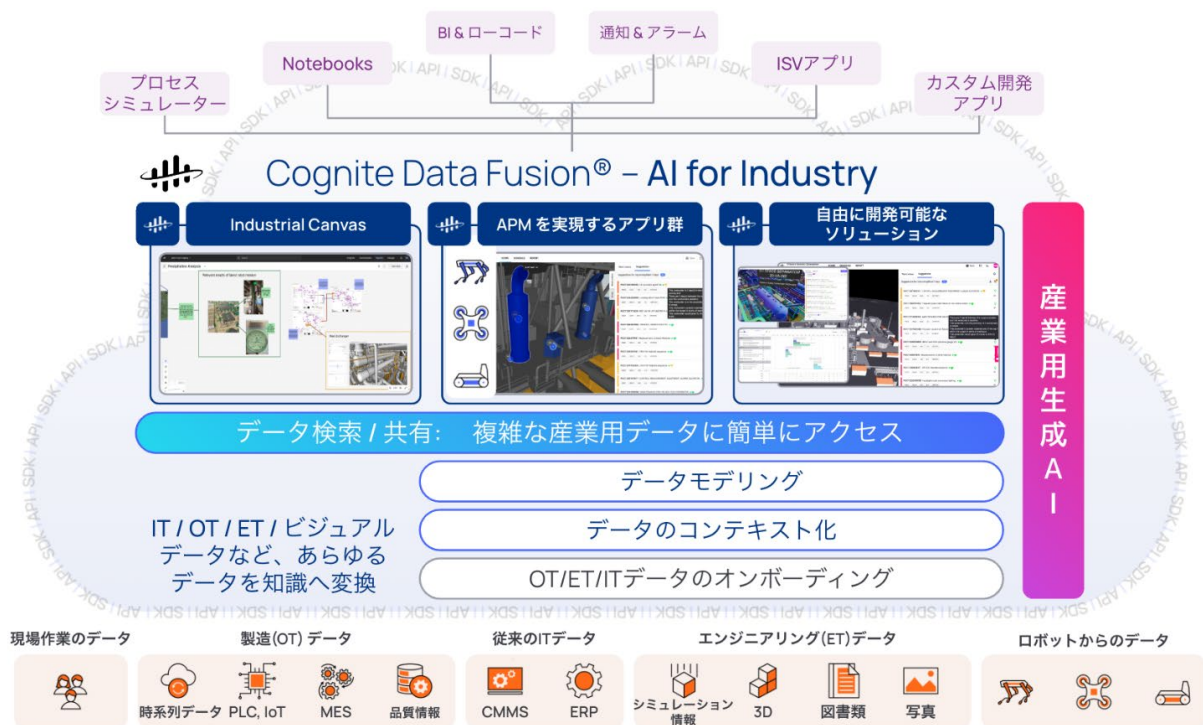 BI & ローコード
通知 & アラーム
Notebooks
ISVアプリ
プロセス
シミュレーター
カスタム開発
アプリ
API | SDK | API | SDK | API | SDK
Cognite Data Fusion® – AI for Industry
Industrial Canvas
APM を実現するアプリ群
自由に開発可能な
ソリューション
産業用生成AI
データ検索 / 共有: 複雑な産業用データに簡単にアクセス
データモデリング
データのコンテキスト化
OT/ET/ITデータのオンボーディング
IT / OT / ET / ビジュアル
データなど、あらゆる
データを知識へ変換
現場作業のデータ
製造(OT) データ
従来のITデータ
エンジニアリング(ET)データ
ロボットからのデータ
時系列データ
PLC, IoT
MES
品質情報
CMMS
ERP
シミュレーション
情報
3D
図書類
写真